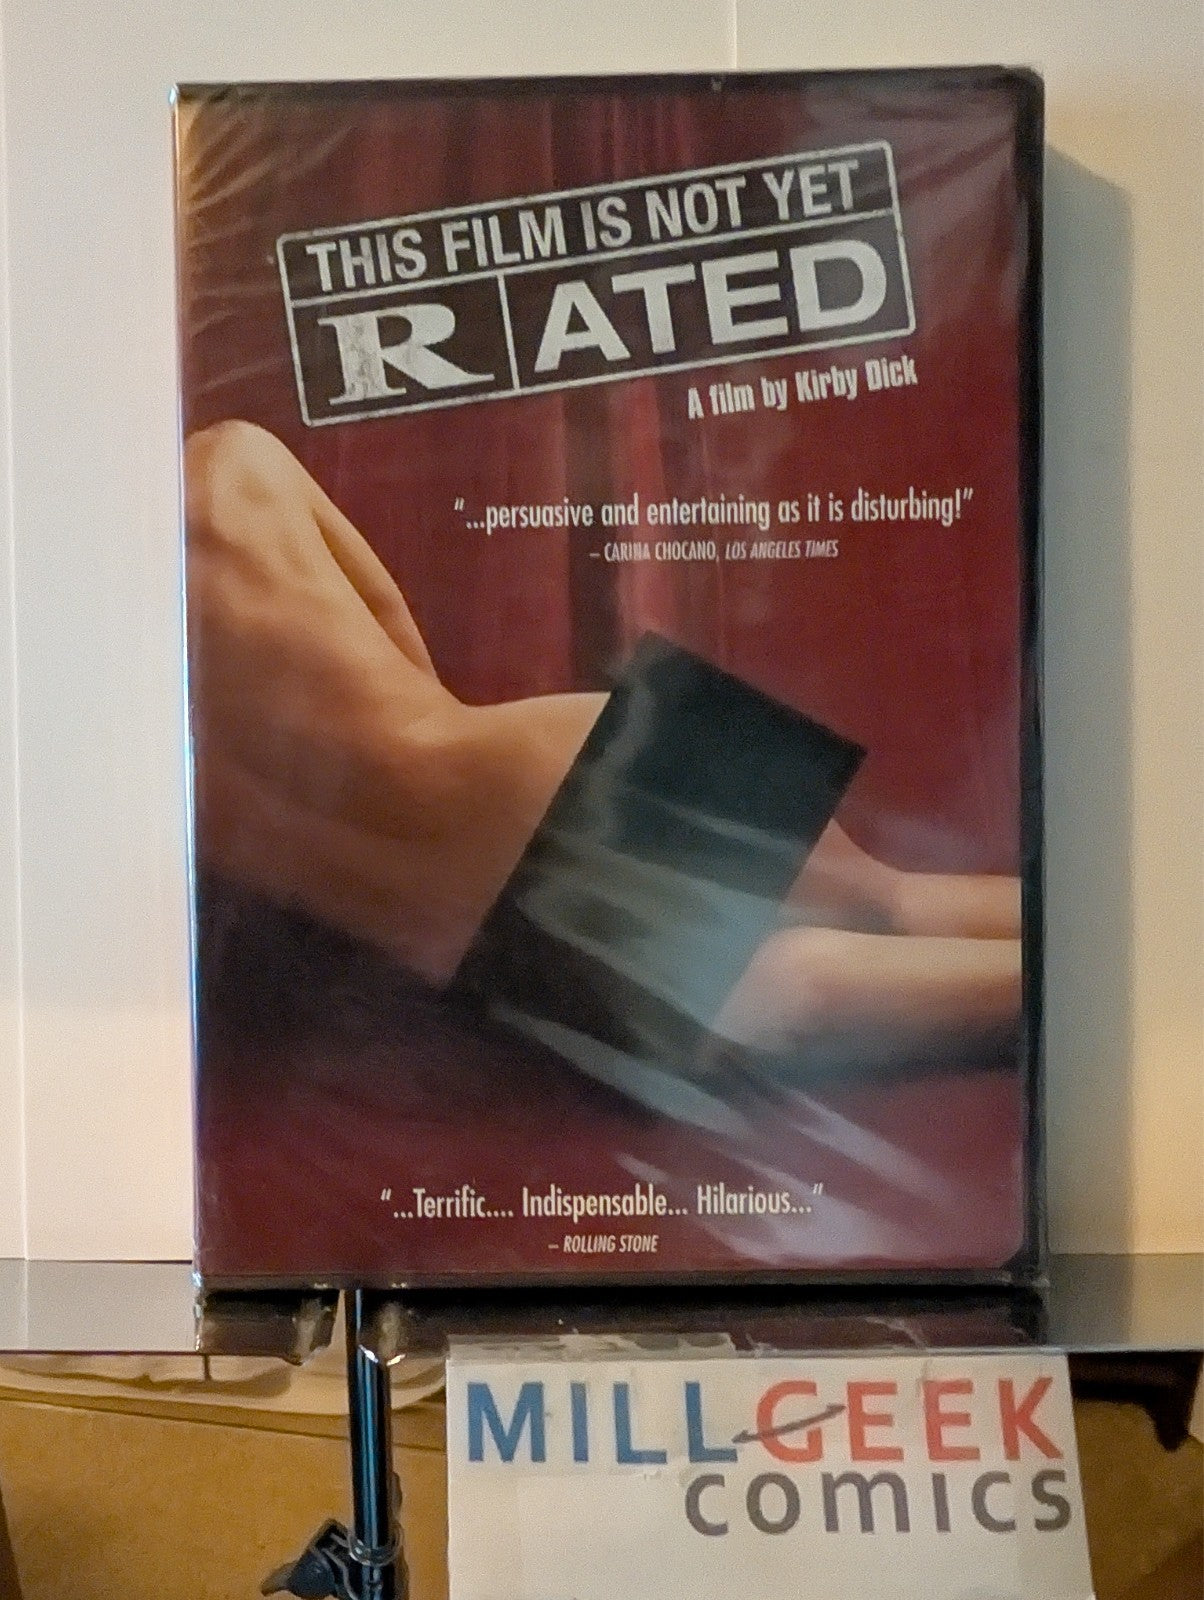 THIS FILM IS NOT YET
RATED
A film by Kirby Dick
"...persuasive and entertaining as it is disturbing!"
– CARINA CHOCANO, LOS ANGELES TIMES
"...Terrific.... Indispensable... Hilarious..."
– ROLLING STONE
MILLGEEK
comics